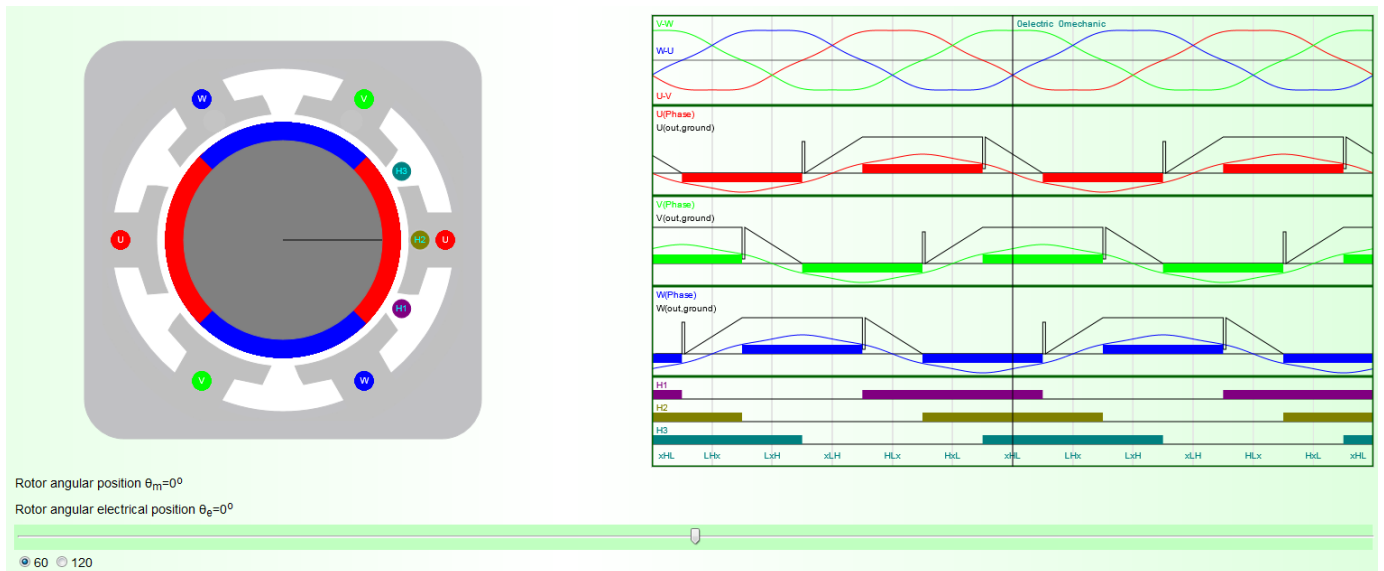 W
V
H3
U
H2
U
H1
V
W
V-W
0electric 0mechanic
W-U
U-V
U(Phase)
U(out,ground)
V(Phase)
V(out,ground)
W(Phase)
W(out,ground)
H1
H2
H3
xHL LHx LxH xLH HLx HxL xHL LHx LxH xLH HLx HxL xHL
Rotor angular position θm=0º
Rotor angular electrical position θe=0º
60 120